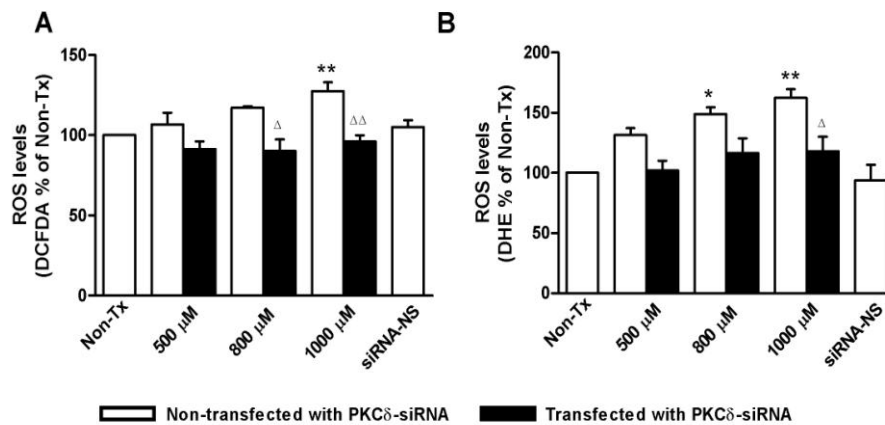 A
ROS levels
(DCFDA % of Non-Tx)
150
100
50
0
**
Δ
ΔΔ
Non-Tx
500 μM
800 μM
1000 μM
siRNA-NS
B
ROS levels
(DHE % of Non-Tx)
200
150
100
50
0
*
**
Δ
Non-Tx
500 μM
800 μM
1000 μM
siRNA-NS
Non-transfected with PKCδ-siRNA
Transfected with PKCδ-siRNA